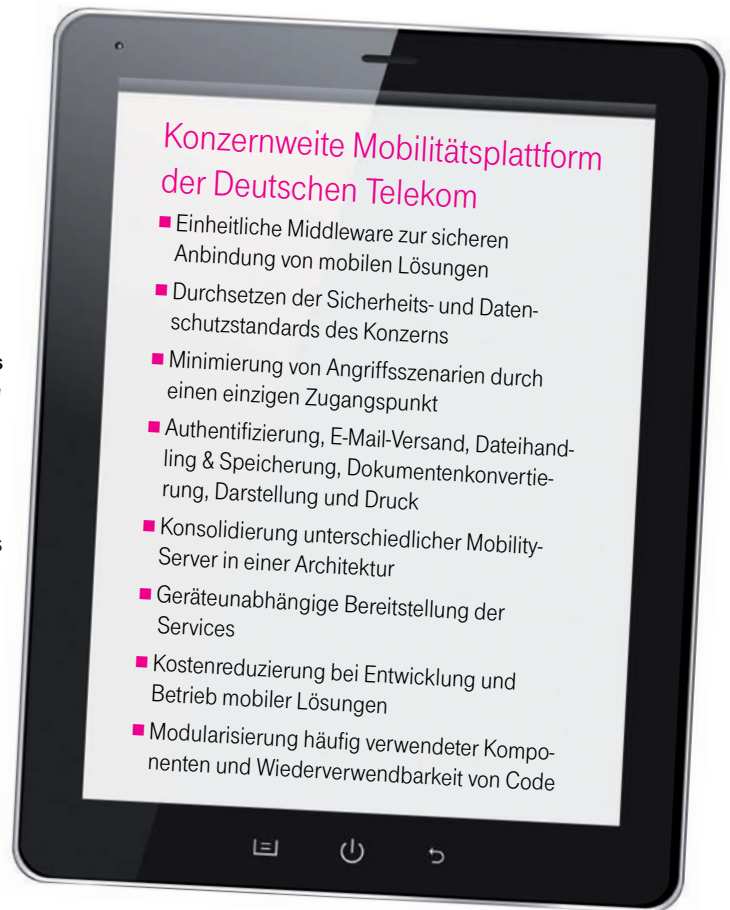 Konzernweite Mobilitätsplattform
der Deutschen Telekom
■ Einheitliche Middleware zur sicheren
Anbindung von mobilen Lösungen
■ Durchsetzen der Sicherheits- und Daten-
schutzstandards des Konzerns
■ Minimierung von Angriffsszenarien durch
einen einzigen Zugangspunkt
■ Authentifizierung, E-Mail-Versand, Dateihand-
ling & Speicherung, Dokumentenkonvertie-
rung, Darstellung und Druck
■ Konsolidierung unterschiedlicher Mobility-
Server in einer Architektur
■ Geräteunabhängige Bereitstellung der
Services
■ Kostenreduzierung bei Entwicklung und
Betrieb mobiler Lösungen
■ Modularisierung häufig verwendeter Kompo-
nenten und Wiederverwendbarkeit von Code